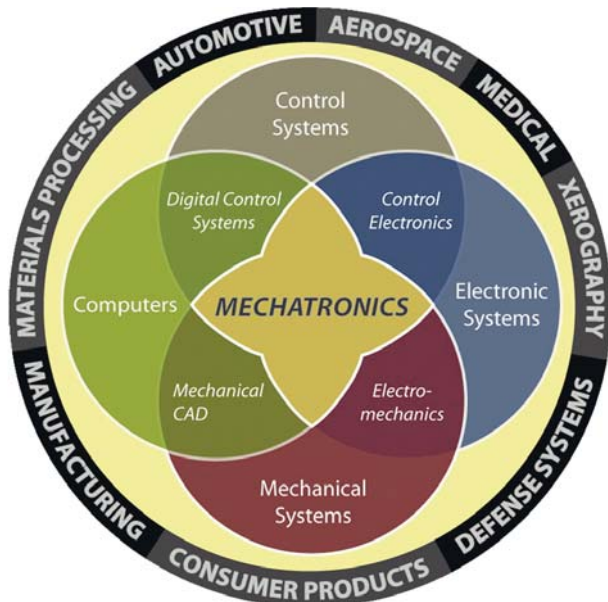 AUTOMOTIVE
AEROSPACE
MEDICAL
XEROGRAPHY
DEFENSE SYSTEMS
CONSUMER PRODUCTS
MANUFACTURING
MATERIALS PROCESSING
Control
Systems
Digital Control
Systems
Control
Electronics
Computers
MECHATRONICS
Electronic
Systems
Mechanical
CAD
Electro-
mechanics
Mechanical
Systems